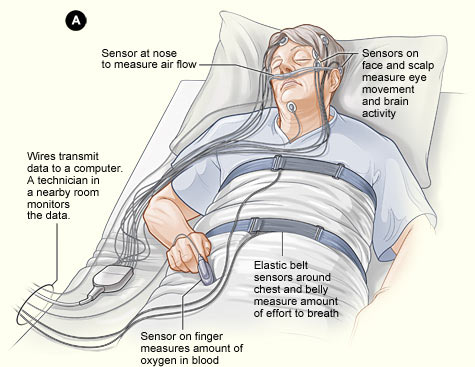 A
Sensor at nose
to measure air flow
Sensors on
face and scalp
measure eye
movement
and brain
activity
Wires transmit
data to a computer.
A technician in
a nearby room
monitors
the data.
Elastic belt
sensors around
chest and belly
measure amount
of effort to breath
Sensor on finger
measures amount of
oxygen in blood